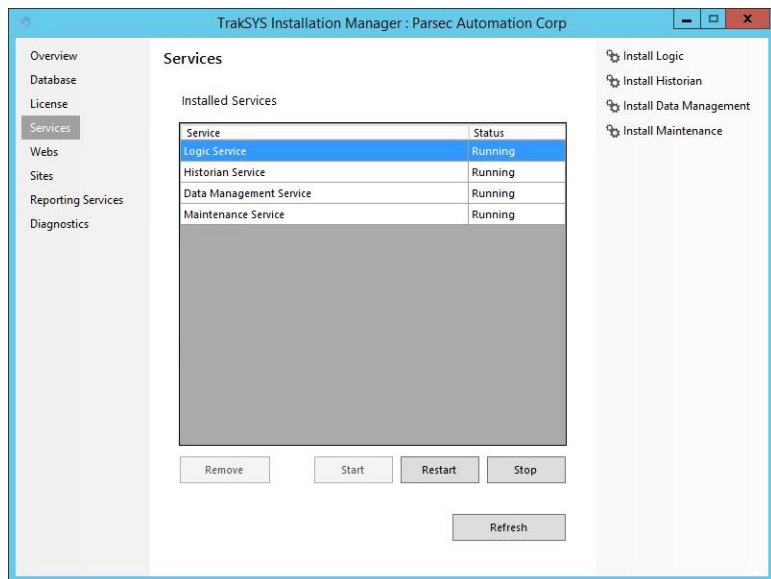 TrakSYS Installation Manager : Parsec Automation Corp
Overview
Database
License
Services
Webs
Sites
Reporting Services
Diagnostics
Services
Installed Services
Service Status
Logic Service Running
Historian Service Running
Data Management Service Running
Maintenance Service Running
Remove Start Restart Stop
Refresh
Install Logic
Install Historian
Install Data Management
Install Maintenance